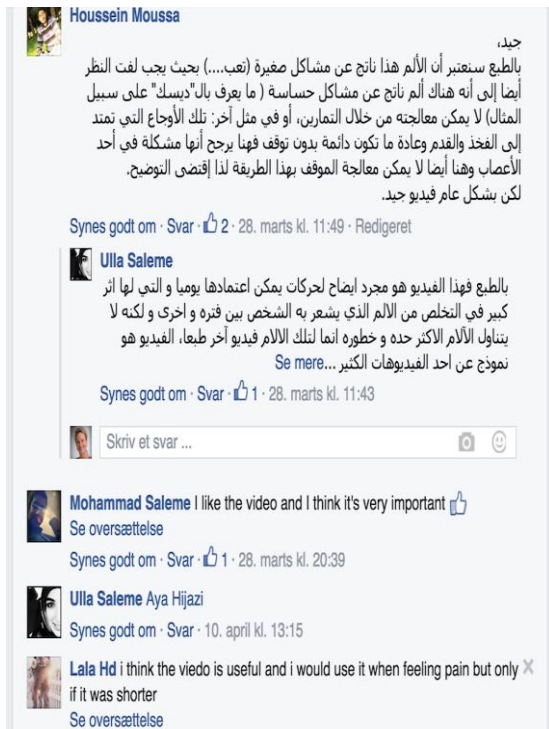 Houssein Moussa
جيد،
بالطبع سنعتبر أن الألم هذا ناتج عن مشاكل صغيرة (تعب....) بحيث يجب لفت النظر
أيضا إلى أنه هناك ألم ناتج عن مشاكل حساسة ( ما يعرف بال"ديسك" على سبيل
المثال) لا يمكن معالجته من خلال التمارين، أو في مثل آخر: تلك الأوجاع التي تمتد
إلى الفخذ والقدم وعادة ما تكون دائمة بدون توقف فهنا يرجح أنها مشكلة في أحد
الأعصاب وهنا أيضا لا يمكن معالجة الموقف بهذا الطريقة لذا إقتضى التوضيح.
لكن بشكل عام فيديو جيد.
Synes godt om · Svar · 2 · 28. marts kl. 11:49 · Redigeret
Ulla Saleme
بالطبع فهذا الفيديو هو مجرد ايضاح لحركات يمكن اعتمادها يوميا و التي لها اثر
كبير في التخلص من الالم الذي يشعر به الشخص بين فتره و اخرى و لكنه لا
يتناول الآلام الاكثر حده و خطوره انما لتلك الالام فيديو آخر طبعا، الفيديو هو
نموذج عن احد الفيديوهات الكثير ... Se mere
Synes godt om · Svar · 1 · 28. marts kl. 11:43
Skriv et svar ...
Mohammad Saleme I like the video and I think it's very important
Se oversættelse
Synes godt om · Svar · 1 · 28. marts kl. 20:39
Ulla Saleme Aya Hijazi
Synes godt om · Svar · 10. april kl. 13:15
Lala Hd i think the viedo is useful and i would use it when feeling pain but only
if it was shorter
Se oversættelse